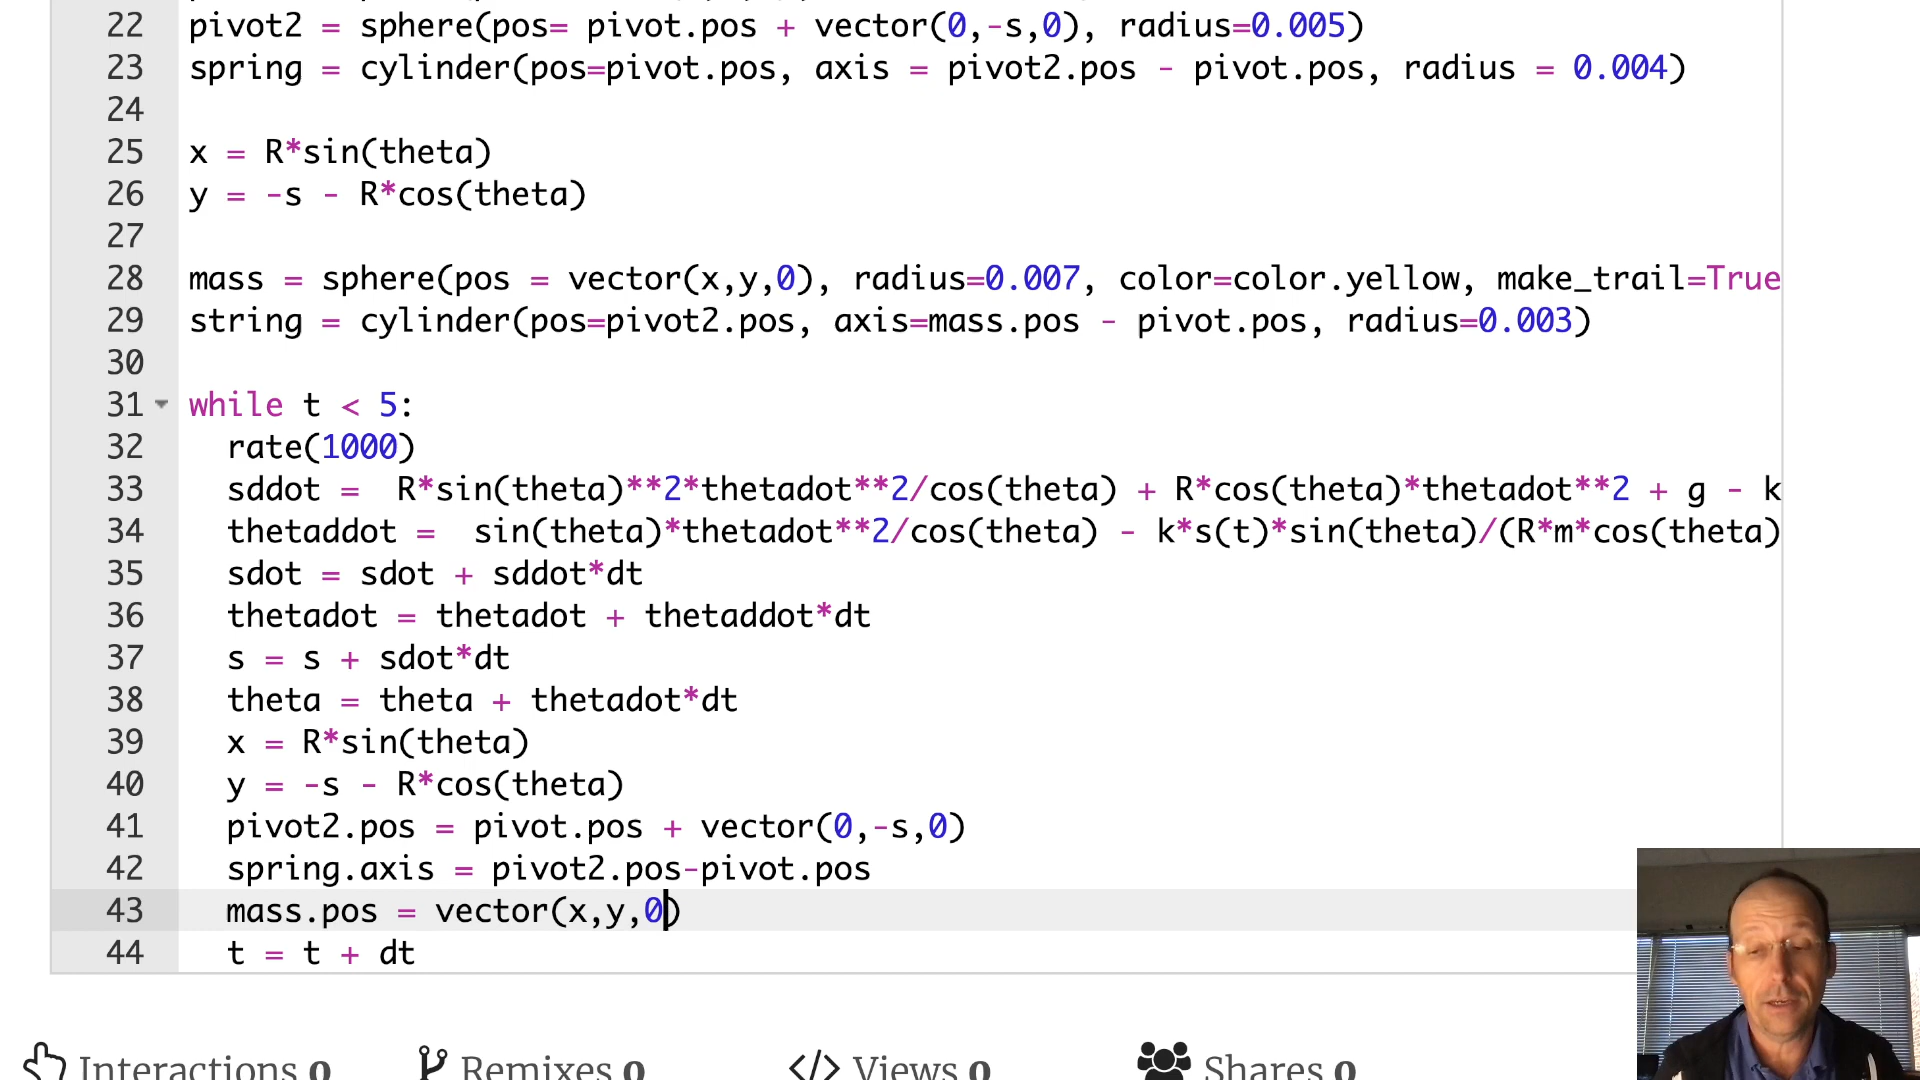 22 pivot2 = sphere(pos= pivot.pos + vector(0,-s,0), radius=0.005)
23 spring = cylinder(pos=pivot.pos, axis = pivot2.pos - pivot.pos, radius = 0.004)
24
25 x = R*sin(theta)
26 y = -s - R*cos(theta)
27
28 mass = sphere(pos = vector(x,y,0), radius=0.007, color=color.yellow, make_trail=True
29 string = cylinder(pos=pivot2.pos, axis=mass.pos - pivot.pos, radius=0.003)
30
31 while t < 5:
32 rate(1000)
33 sddot =  R*sin(theta)**2*thetadot**2/cos(theta) + R*cos(theta)*thetadot**2 + g - k
34 thetaddot =  sin(theta)*thetadot**2/cos(theta) - k*s(t)*sin(theta)/(R*m*cos(theta)
35 sdot = sdot + sddot*dt
36 thetadot = thetadot + thetaddot*dt
37 s = s + sdot*dt
38 theta = theta + thetadot*dt
39 x = R*sin(theta)
40 y = -s - R*cos(theta)
41 pivot2.pos = pivot.pos + vector(0,-s,0)
42 spring.axis = pivot2.pos-pivot.pos
43 mass.pos = vector(x,y,0)
44 t = t + dt
Interactions 0 Remixes 0 Views 0 Shares 0